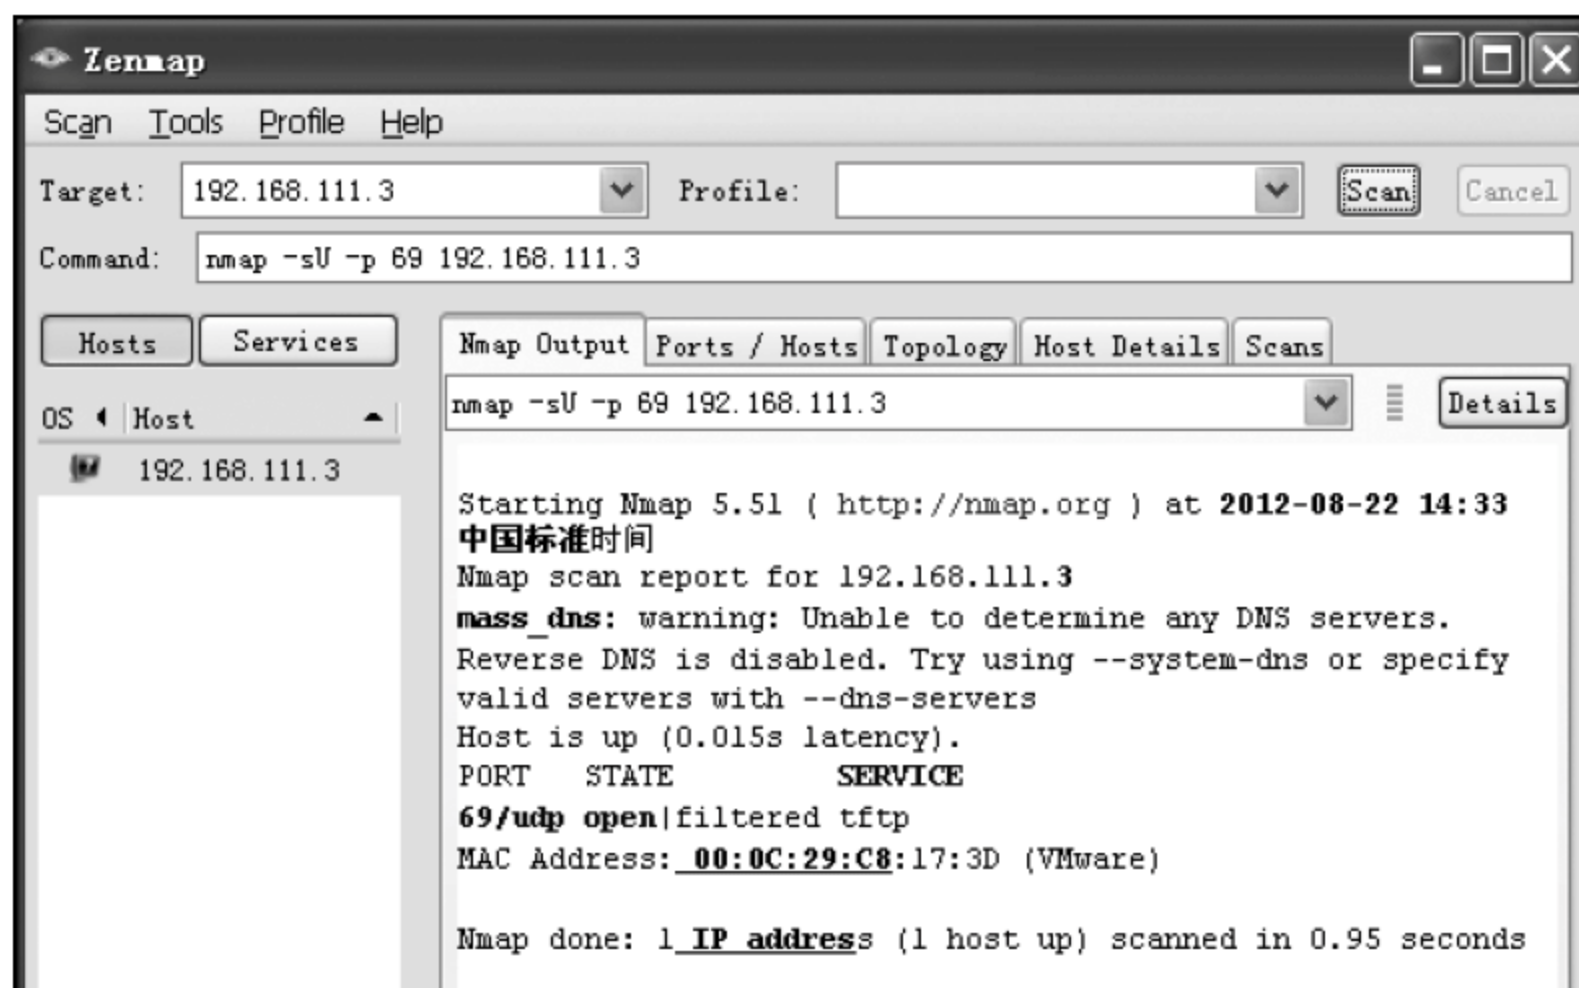 Zenmap
Scan Tools Profile Help
Target: 192.168.111.3 Profile: Scan Cancel
Command: nmap -sU -p 69 192.168.111.3
Hosts Services Nmap Output Ports / Hosts Topology Host Details Scans
nmap -sU -p 69 192.168.111.3 Details
OS Host
192.168.111.3
Starting Nmap 5.51 ( http://nmap.org ) at 2012-08-22 14:33
中国标准时间
Nmap scan report for 192.168.111.3
mass_dns: warning: Unable to determine any DNS servers.
Reverse DNS is disabled. Try using --system-dns or specify
valid servers with --dns-servers
Host is up (0.015s latency).
PORT STATE SERVICE
69/udp open|filtered tftp
MAC Address: 00:0C:29:C8:17:3D (VMware)
Nmap done: 1 IP address (1 host up) scanned in 0.95 seconds